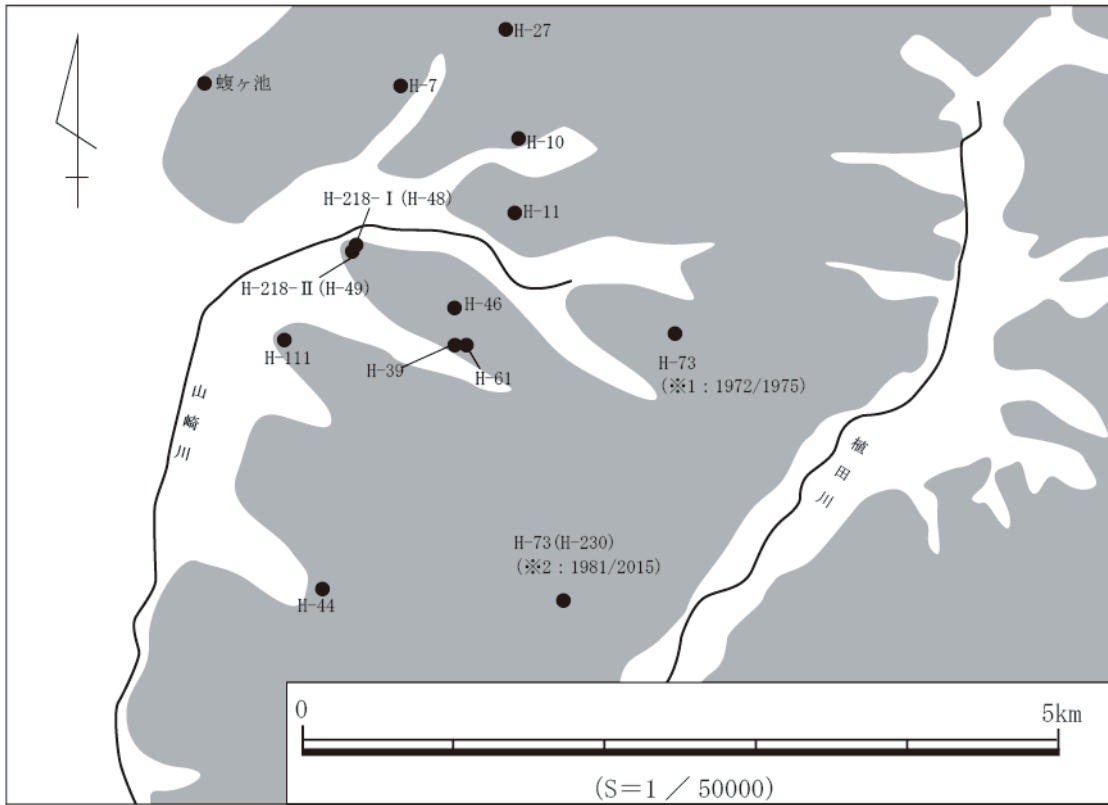 H-27
蝮ヶ池
H-7
H-10
H-218-Ⅰ(H-48)
H-11
H-218-Ⅱ(H-49)
H-46
H-111
H-39
H-61
H-73
(※1：1972/1975)
山崎川
植田川
H-73(H-230)
(※2：1981/2015)
H-44
0
5km
(S＝1／50000)